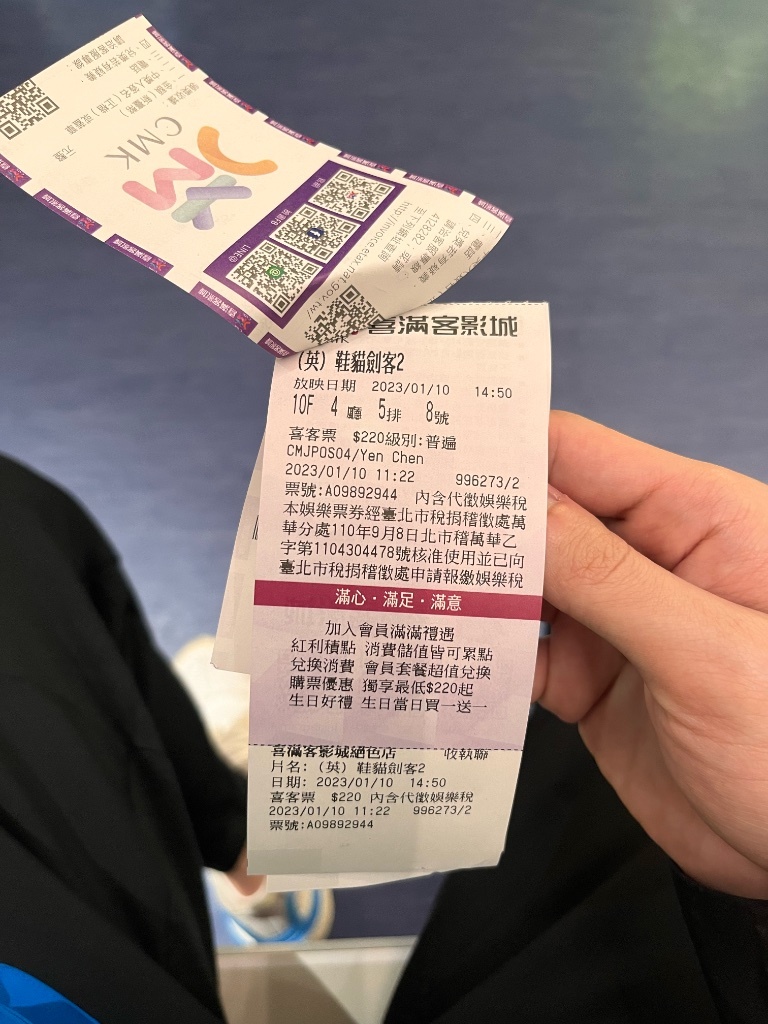 CMK
http://invoice.etax.nat.gov.tw/
LINE@
喜滿客影城
(英) 鞋貓劍客2
放映日期 2023/01/10 14:50
10F 4 廳 5排 8號
喜客票 $220級別:普遍
CMJPOS04/Yen Chen
2023/01/10 11:22 996273/2
票號:A09892944 內含代徵娛樂稅
本娛樂票券經臺北市稅捐稽徵處萬
華分處110年9月8日北市稽萬華乙
字第1104304478號核准使用並已向
臺北市稅捐稽徵處申請報繳娛樂稅
滿心・滿足・滿意
加入會員滿滿禮遇
紅利積點 消費儲值皆可累點
兌換消費 會員套餐超值兌換
購票優惠 獨享最低$220起
生日好禮 生日當日買一送一
喜滿客影城絕色店 收執聯
片名: (英) 鞋貓劍客2
日期: 2023/01/10 14:50
喜客票 $220 內含代徵娛樂稅
2023/01/10 11:22 996273/2
票號:A09892944